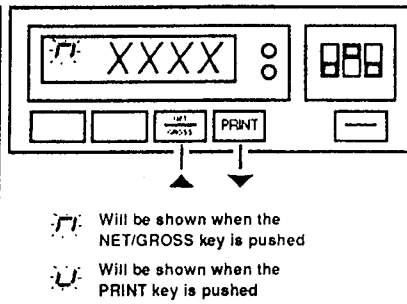 XXXX
NET
GROSS
PRINT
Will be shown when the
NET/GROSS key is pushed
Will be shown when the
PRINT key is pushed